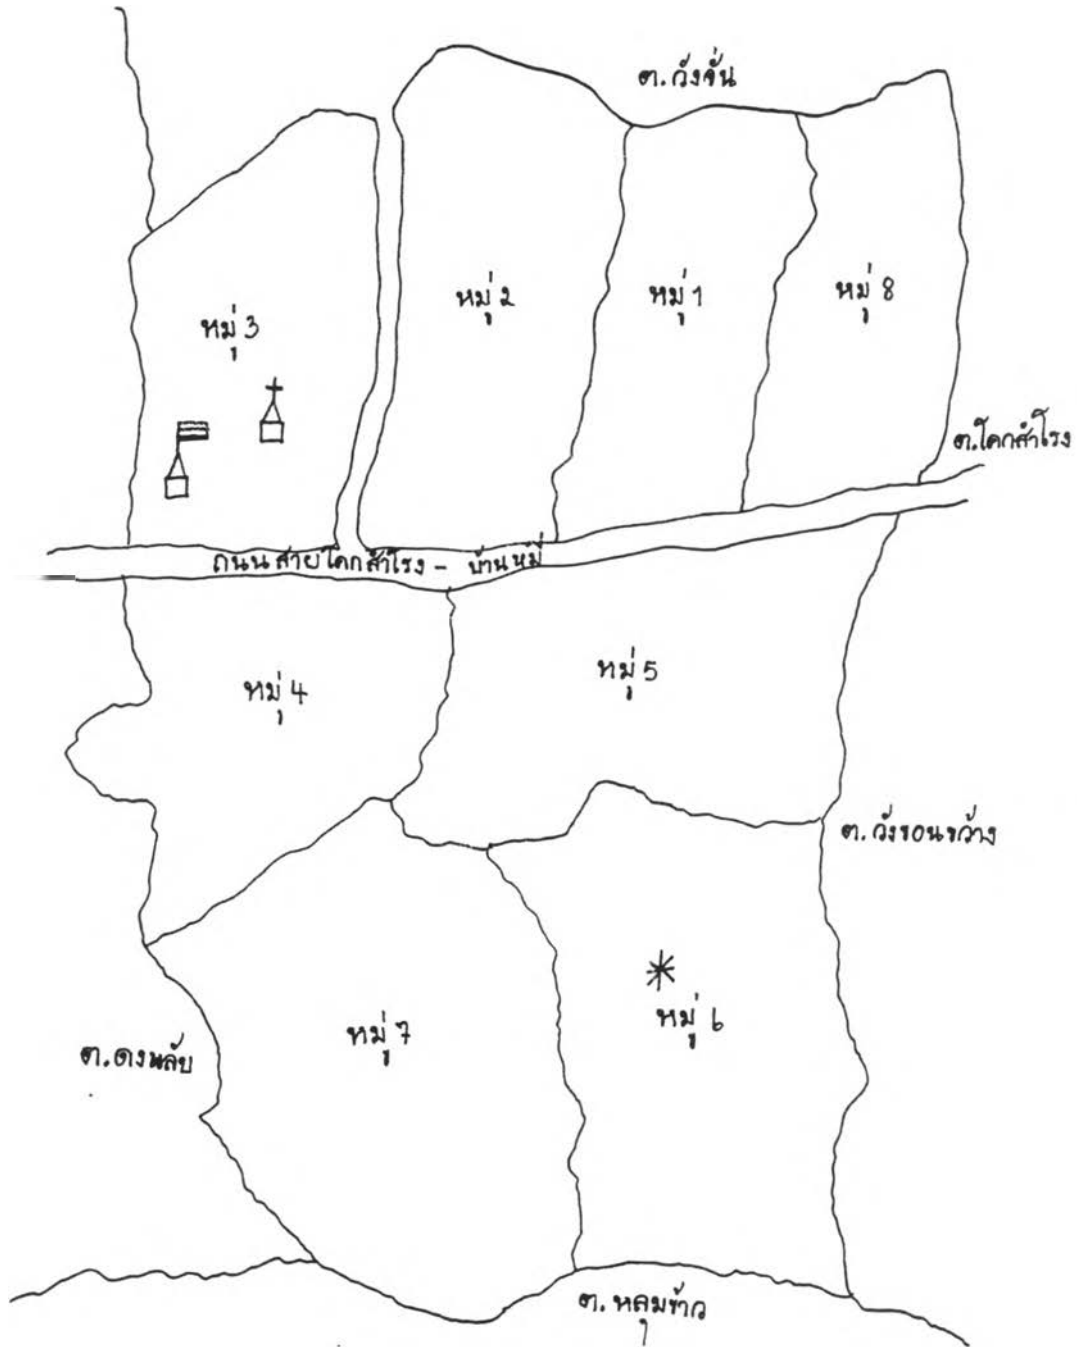 ต.วังจั่น
หมู่ 2
หมู่ 1
หมู่ 8
หมู่ 3
ต.โคกสำโรง
ถนนสายโคกสำโรง - บ้านหมี่
หมู่ 5
หมู่ 4
ต.วังขอนขว้าง
หมู่ 6
หมู่ 7
ต.ดงพลับ
ต.หลุมข้าว